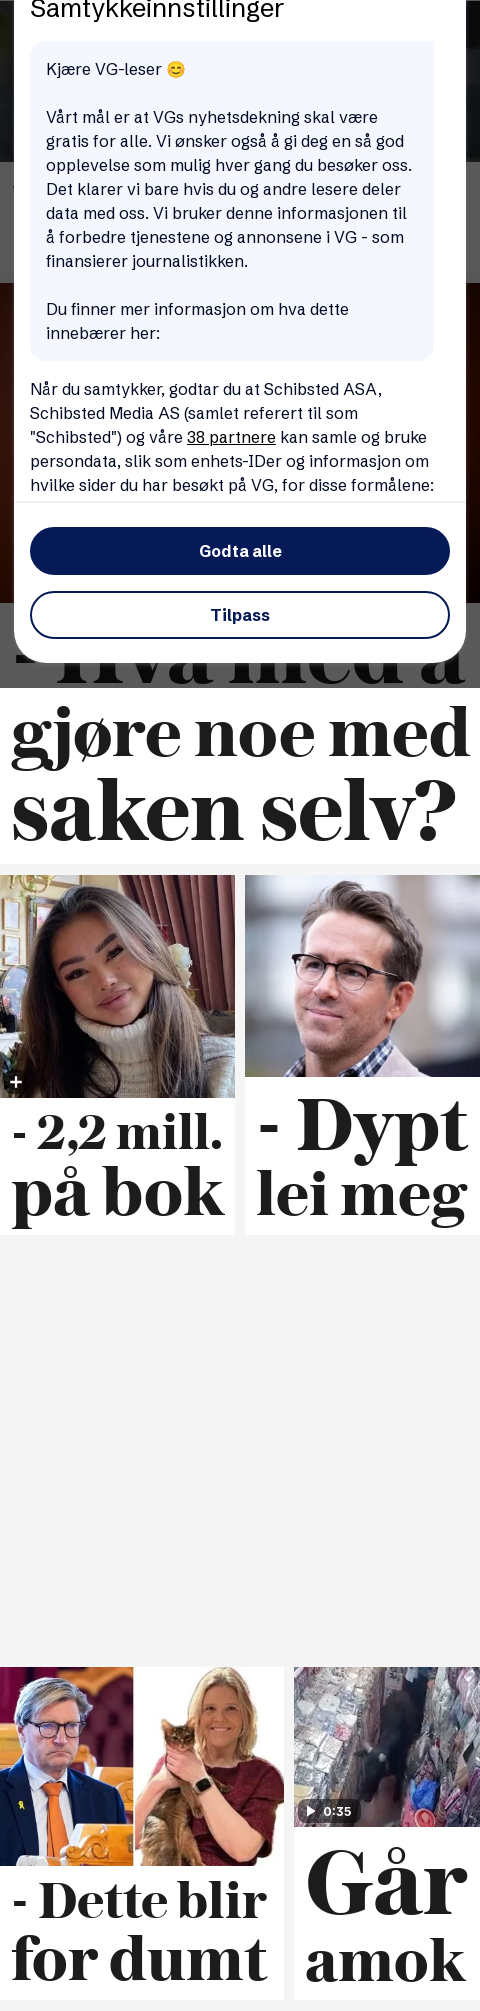 Samtykkeinnstillinger
Kjære VG-leser 😊
Vårt mål er at VGs nyhetsdekning skal være
gratis for alle. Vi ønsker også å gi deg en så god
opplevelse som mulig hver gang du besøker oss.
Det klarer vi bare hvis du og andre lesere deler
data med oss. Vi bruker denne informasjonen til
å forbedre tjenestene og annonsene i VG - som
finansierer journalistikken.
Du finner mer informasjon om hva dette
innebærer her:
Når du samtykker, godtar du at Schibsted ASA,
Schibsted Media AS (samlet referert til som
"Schibsted") og våre 38 partnere kan samle og bruke
persondata, slik som enhets-IDer og informasjon om
hvilke sider du har besøkt på VG, for disse formålene:
Godta alle
Tilpass
- Hva med å
gjøre noe med
saken selv?
- 2,2 mill.
på bok
- Dypt
lei meg
- Dette blir
for dumt
0:35
Går
amok